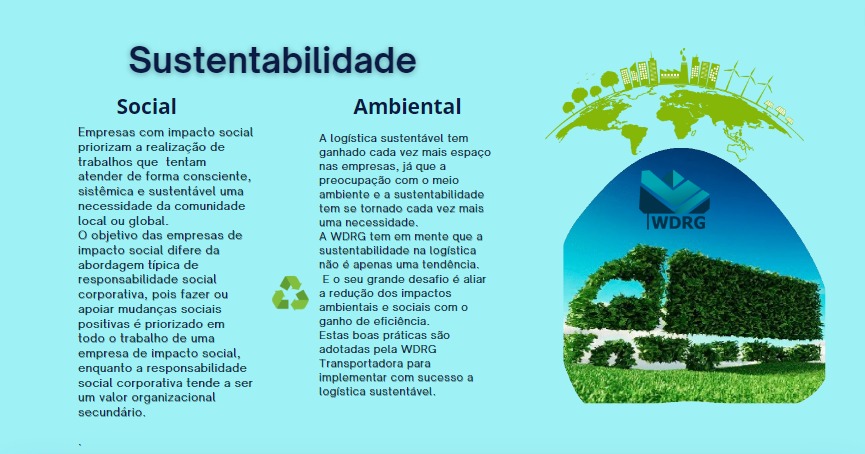 Sustentabilidade
Social
Empresas com impacto social
priorizam a realização de
trabalhos que tentam
atender de forma consciente,
sistêmica e sustentável uma
necessidade da comunidade
local ou global.
O objetivo das empresas de
impacto social difere da
abordagem típica de
responsabilidade social
corporativa, pois fazer ou
apoiar mudanças sociais
positivas é priorizado em
todo o trabalho de uma
empresa de impacto social,
enquanto a responsabilidade
social corporativa tende a ser
um valor organizacional
secundário.
Ambiental
A logística sustentável tem
ganhado cada vez mais espaço
nas empresas, já que a
preocupação com o meio
ambiente e a sustentabilidade
tem se tornado cada vez mais
uma necessidade.
A WDRG tem em mente que a
sustentabilidade na logística
não é apenas uma tendência.
E o seu grande desafio é aliar
a redução dos impactos
ambientais e sociais com o
ganho de eficiência.
Estas boas práticas são
adotadas pela WDRG
Transportadora para
implementar com sucesso a
logística sustentável.
WDRG